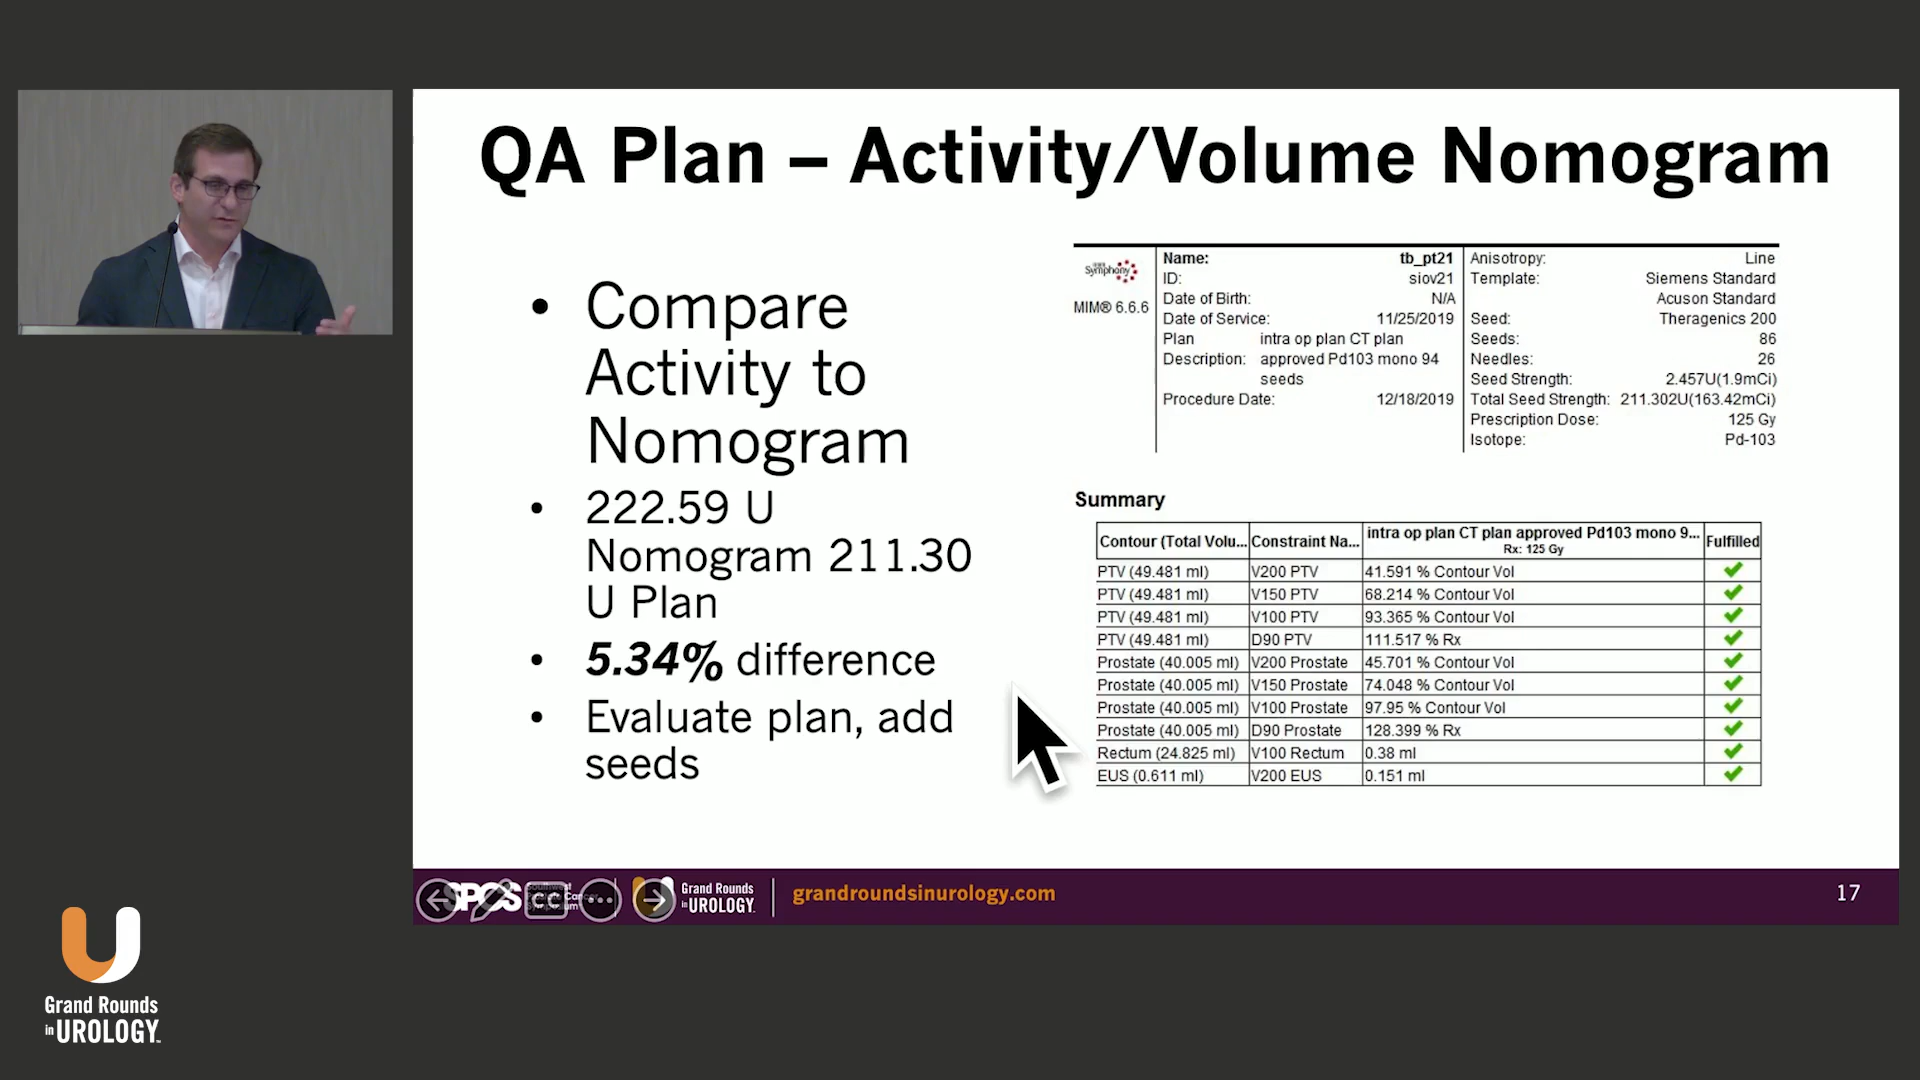 QA Plan – Activity/Volume Nomogram
• Compare
Activity to
Nomogram
• 222.59 U
Nomogram 211.30
U Plan
• 5.34% difference
• Evaluate plan, add
seeds
Symphony
MIM® 6.6.6
Name: tb_pt21
ID: siov21
Date of Birth: N/A
Date of Service: 11/25/2019
Plan intra op plan CT plan
Description: approved Pd103 mono 94
seeds
Procedure Date: 12/18/2019
Anisotropy: Line
Template: Siemens Standard
Acuson Standard
Seed: Theragenics 200
Seeds: 86
Needles: 26
Seed Strength: 2.457U(1.9mCi)
Total Seed Strength: 211.302U(163.42mCi)
Prescription Dose: 125 Gy
Isotope: Pd-103
Summary
Contour (Total Volu... Constraint Na... intra op plan CT plan approved Pd103 mono 9... Fulfilled
Rx: 125 Gy
PTV (49.481 ml) V200 PTV 41.591 % Contour Vol
PTV (49.481 ml) V150 PTV 68.214 % Contour Vol
PTV (49.481 ml) V100 PTV 93.365 % Contour Vol
PTV (49.481 ml) D90 PTV 111.517 % Rx
Prostate (40.005 ml) V200 Prostate 45.701 % Contour Vol
Prostate (40.005 ml) V150 Prostate 74.048 % Contour Vol
Prostate (40.005 ml) V100 Prostate 97.95 % Contour Vol
Prostate (40.005 ml) D90 Prostate 128.399 % Rx
Rectum (24.825 ml) V100 Rectum 0.38 ml
EUS (0.611 ml) V200 EUS 0.151 ml
SPCS
Grand Rounds
in UROLOGY
grandroundsinurology.com
17
Grand Rounds
in UROLOGY™